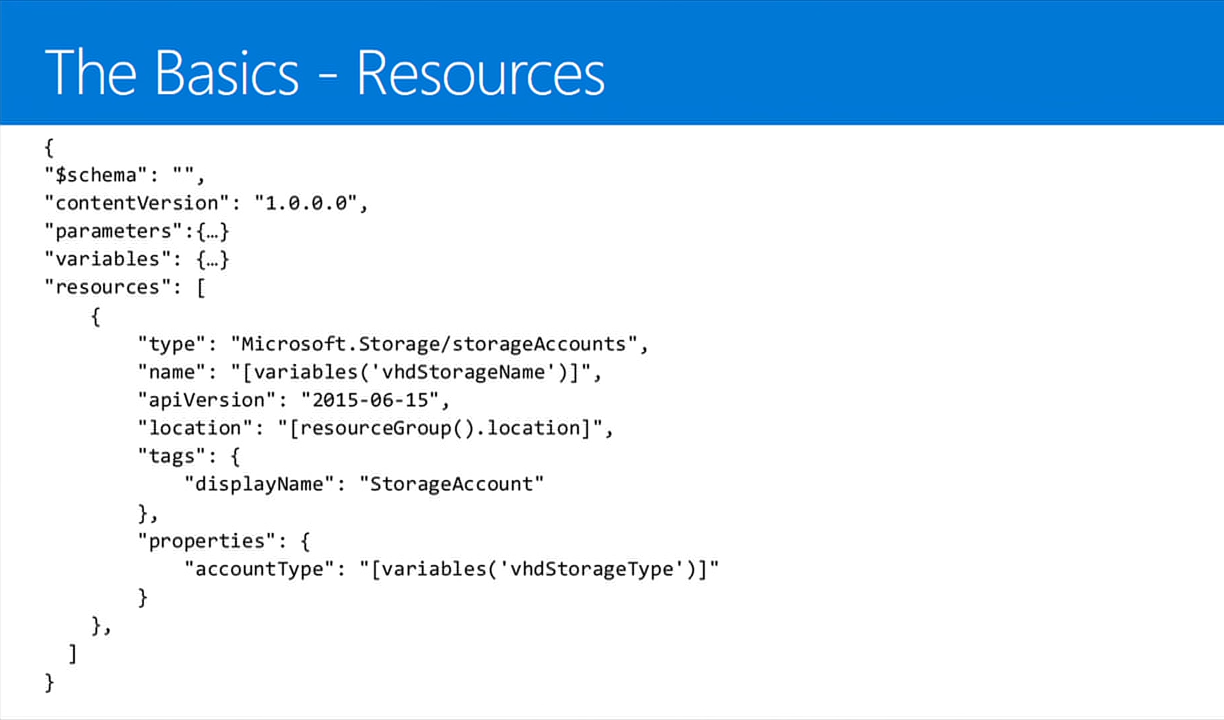 The Basics - Resources
{
"$schema": "",
"contentVersion": "1.0.0.0",
"parameters":{…}
"variables": {…}
"resources": [
    {
        "type": "Microsoft.Storage/storageAccounts",
        "name": "[variables('vhdStorageName')]",
        "apiVersion": "2015-06-15",
        "location": "[resourceGroup().location]",
        "tags": {
            "displayName": "StorageAccount"
        },
        "properties": {
            "accountType": "[variables('vhdStorageType')]"
        }
    },
  ]
}